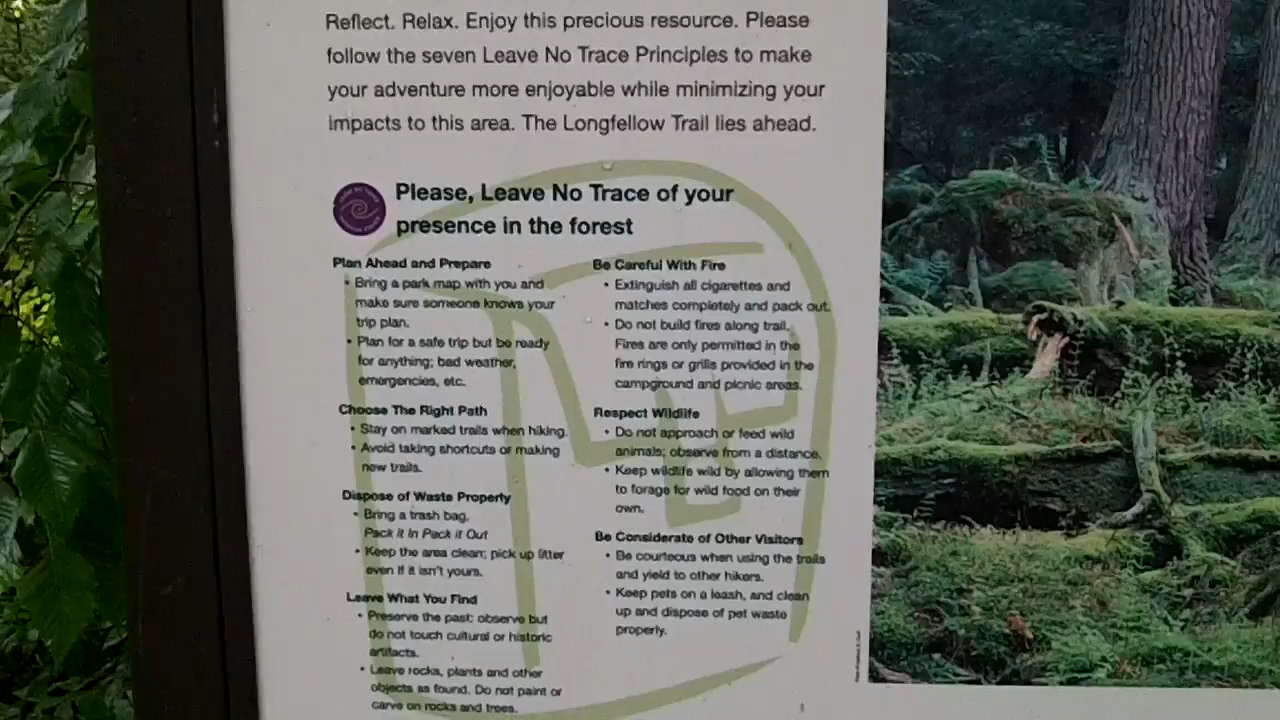 Reflect. Relax. Enjoy this precious resource. Please
follow the seven Leave No Trace Principles to make
your adventure more enjoyable while minimizing your
impacts to this area. The Longfellow Trail lies ahead.
Please, Leave No Trace of your
presence in the forest
Plan Ahead and Prepare
• Bring a park map with you and
make sure someone knows your
trip plan.
• Plan for a safe trip but be ready
for anything; bad weather,
emergencies, etc.
Choose The Right Path
• Stay on marked trails when hiking.
• Avoid taking shortcuts or making
new trails.
Dispose of Waste Property
• Bring a trash bag.
Pack it In Pack it Out
• Keep the area clean; pick up litter
even if it isn't yours.
Leave What You Find
• Preserve the past: observe but
do not touch cultural or historic
artifacts.
• Leave rocks, plants and other
objects as found. Do not paint or
carve on rocks and trees.
Be Careful With Fire
• Extinguish all cigarettes and
matches completely and pack out.
• Do not build fires along trail.
Fires are only permitted in the
fire rings or grills provided in the
campground and picnic areas.
Respect Wildlife
• Do not approach or feed wild
animals; observe from a distance.
• Keep wildlife wild by allowing them
to forage for wild food on their
own.
Be Considerate of Other Visitors
• Be courteous when using the trails
and yield to other hikers.
• Keep pets on a leash, and clean
up and dispose of pet waste
properly.